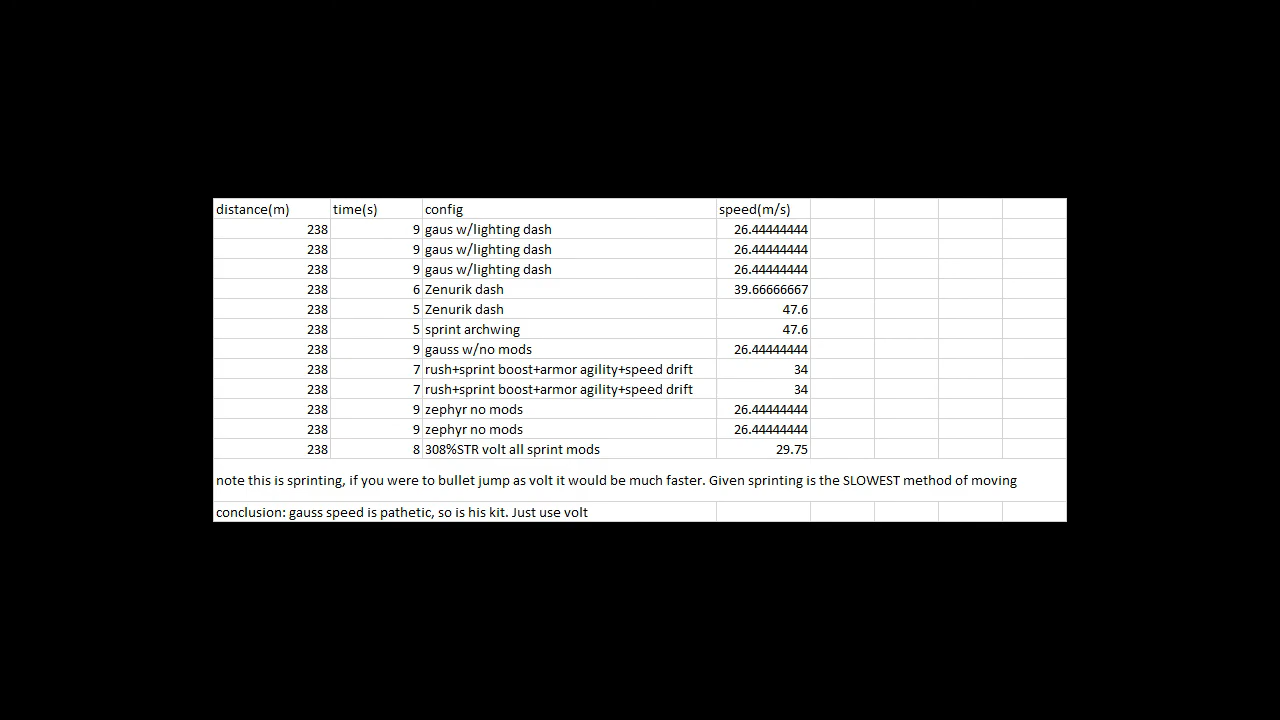 distance(m) time(s) config speed(m/s)
238 9 gaus w/lighting dash 26.44444444
238 9 gaus w/lighting dash 26.44444444
238 9 gaus w/lighting dash 26.44444444
238 6 Zenurik dash 39.66666667
238 5 Zenurik dash 47.6
238 5 sprint archwing 47.6
238 9 gauss w/no mods 26.44444444
238 7 rush+sprint boost+armor agility+speed drift 34
238 7 rush+sprint boost+armor agility+speed drift 34
238 9 zephyr no mods 26.44444444
238 9 zephyr no mods 26.44444444
238 8 308%STR volt all sprint mods 29.75
note this is sprinting, if you were to bullet jump as volt it would be much faster. Given sprinting is the SLOWEST method of moving
conclusion: gauss speed is pathetic, so is his kit. Just use volt